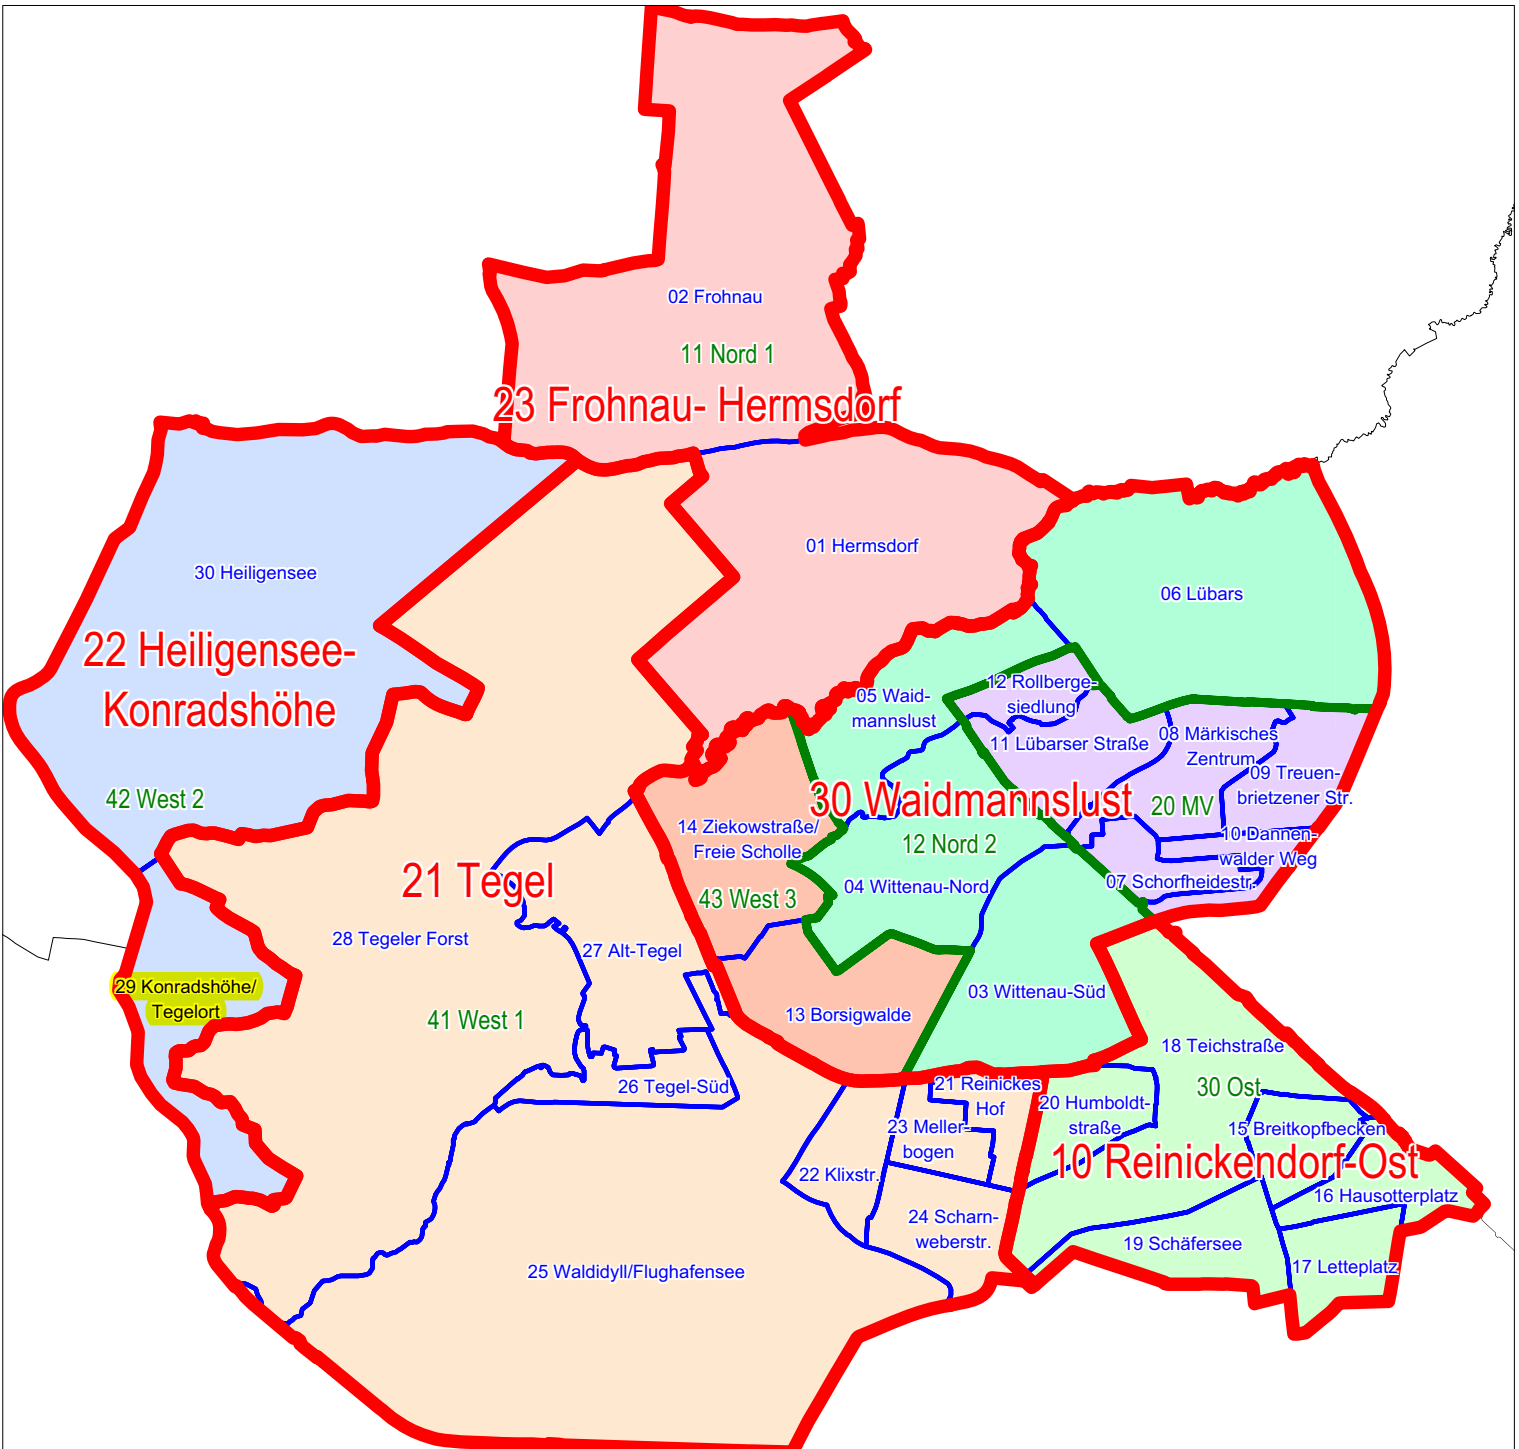 02 Frohnau
11 Nord 1
23 Frohnau- Hermsdorf
01 Hermsdorf
30 Heiligensee
22 Heiligensee-
Konradshöhe
42 West 2
06 Lübars
05 Waid-
mannslust
12 Rollberge-
siedlung
11 Lübarser Straße
08 Märkisches
Zentrum
09 Treuen-
brietzener Str.
30 Waidmannslust
20 MV
14 Ziekowstraße/
Freie Scholle
12 Nord 2
10 Dannen-
walder Weg
07 Schorfheidestr.
04 Wittenau-Nord
43 West 3
21 Tegel
28 Tegeler Forst
27 Alt-Tegel
29 Konradshöhe/
Tegelort
41 West 1
13 Borsigwalde
03 Wittenau-Süd
18 Teichstraße
26 Tegel-Süd
21 Reinickes
Hof
30 Ost
20 Humboldt-
straße
23 Meller-
bogen
15 Breitkopfbecken
10 Reinickendorf-Ost
22 Klixstr.
16 Hausotterplatz
24 Scharn-
weberstr.
19 Schäfersee
17 Letteplatz
25 Waldidyll/Flughafensee